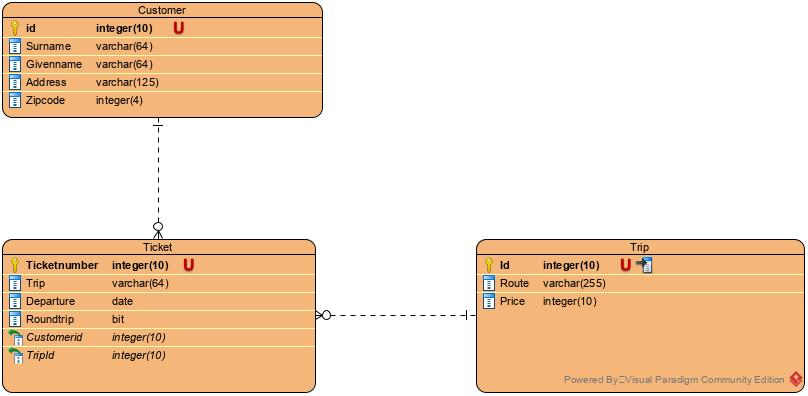 Customer
id integer(10) U
Surname varchar(64)
Givenname varchar(64)
Address varchar(125)
Zipcode integer(4)
Ticket
Ticketnumber integer(10) U
Trip varchar(64)
Departure date
Roundtrip bit
Customerid integer(10)
TripId integer(10)
Trip
Id integer(10) U
Route varchar(255)
Price integer(10)
Powered By Visual Paradigm Community Edition